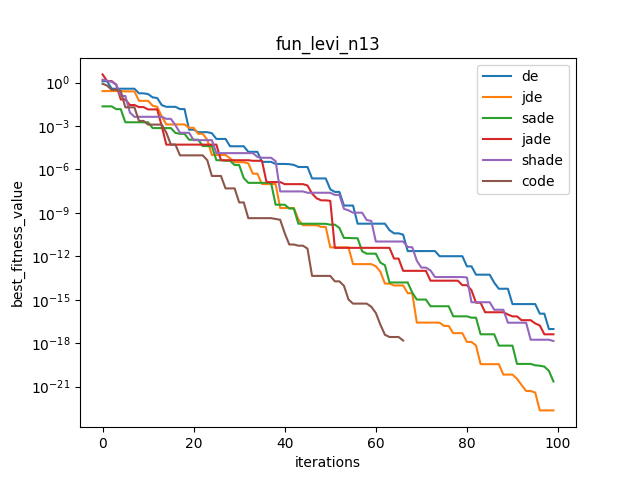 fun_levi_n13
best_fitness_value
10^0
10^-3
10^-6
10^-9
10^-12
10^-15
10^-18
10^-21
0
20
40
60
80
100
iterations
de
jde
sade
jade
shade
code